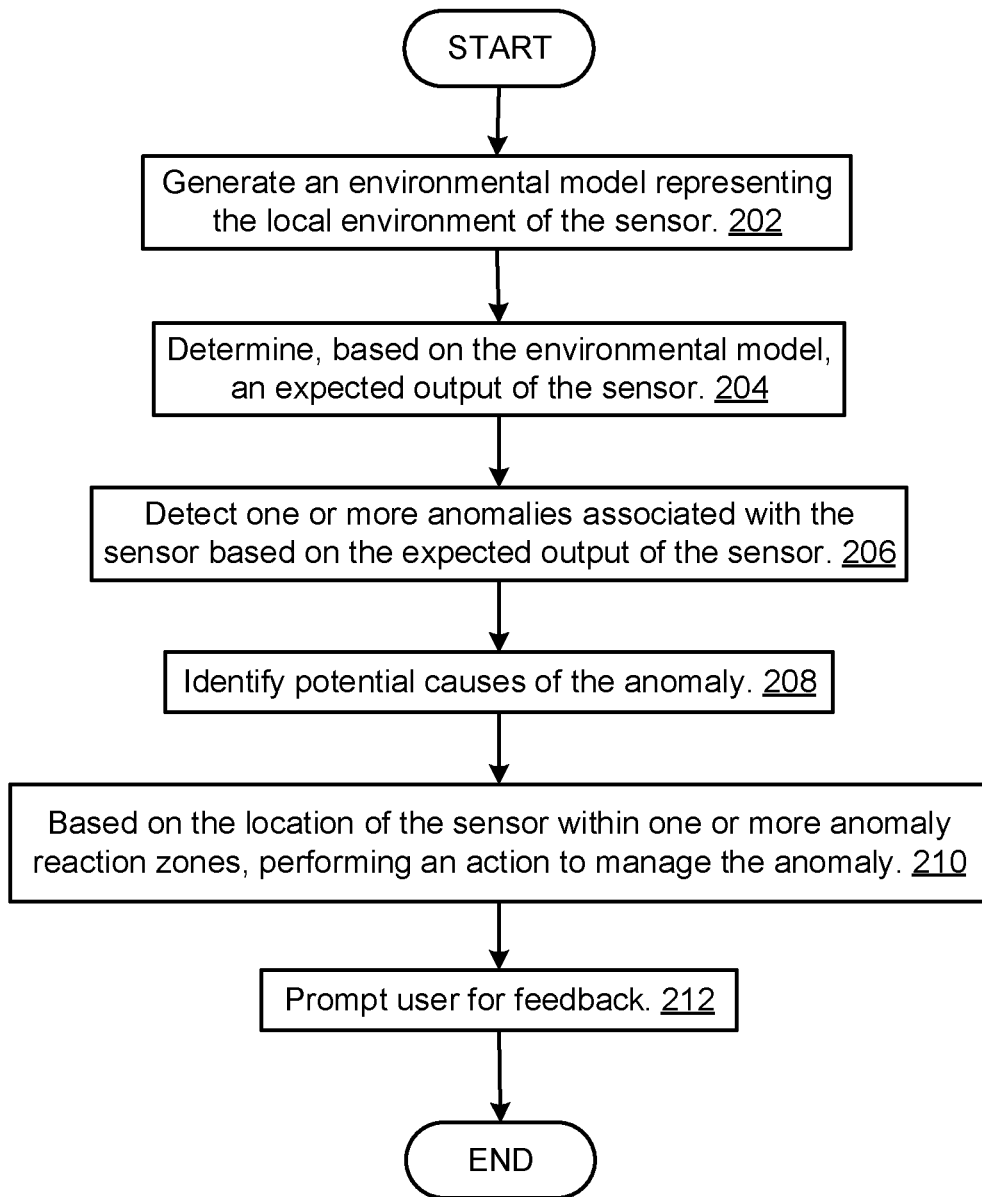 START
Generate an environmental model representing
the local environment of the sensor. 202
Determine, based on the environmental model,
an expected output of the sensor. 204
Detect one or more anomalies associated with the
sensor based on the expected output of the sensor. 206
Identify potential causes of the anomaly. 208
Based on the location of the sensor within one or more anomaly
reaction zones, performing an action to manage the anomaly. 210
Prompt user for feedback. 212
END